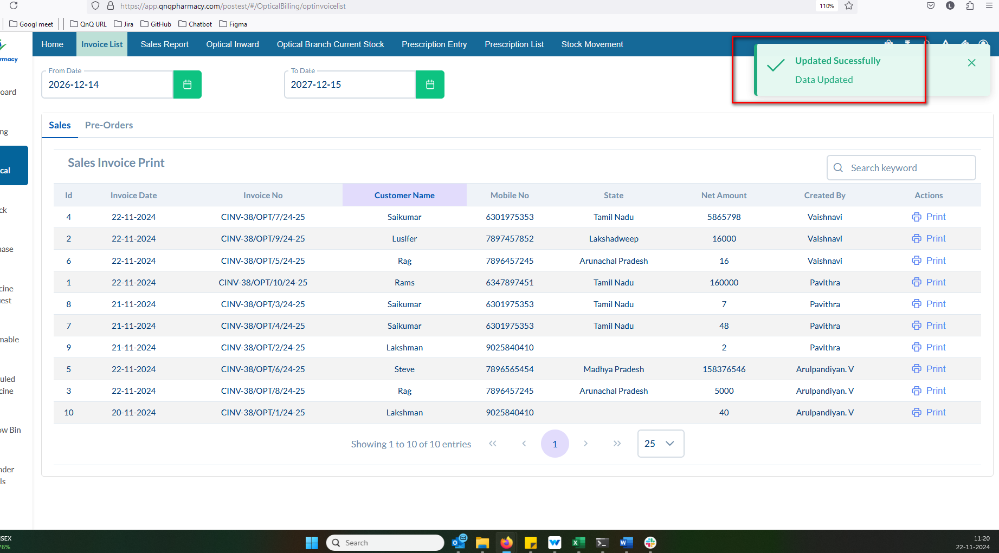 https://app.qnqpharmacy.com/postest/#/OpticalBilling/optinvoicelist
110%
L
Googl meet
QnQ URL
Jira
GitHub
Chatbot
Figma
rmacy
Home
Invoice List
Sales Report
Optical Inward
Optical Branch Current Stock
Prescription Entry
Prescription List
Stock Movement
Updated Sucessfully
Data Updated
From Date
2026-12-14
To Date
2027-12-15
oard
ng
cal
ck
hase
cine
est
mable
uled
cine
ow Bin
nder
ls
Sales
Pre-Orders
Sales Invoice Print
Search keyword
Id Invoice Date Invoice No Customer Name Mobile No State Net Amount Created By Actions
4 22-11-2024 CINV-38/OPT/7/24-25 Saikumar 6301975353 Tamil Nadu 5865798 Vaishnavi Print
2 22-11-2024 CINV-38/OPT/9/24-25 Lusifer 7897457852 Lakshadweep 16000 Vaishnavi Print
6 22-11-2024 CINV-38/OPT/5/24-25 Rag 7896457245 Arunachal Pradesh 16 Vaishnavi Print
1 22-11-2024 CINV-38/OPT/10/24-25 Rams 6347897451 Tamil Nadu 160000 Pavithra Print
8 21-11-2024 CINV-38/OPT/3/24-25 Saikumar 6301975353 Tamil Nadu 7 Pavithra Print
7 21-11-2024 CINV-38/OPT/4/24-25 Saikumar 6301975353 Tamil Nadu 48 Pavithra Print
9 21-11-2024 CINV-38/OPT/2/24-25 Lakshman 9025840410 2 Pavithra Print
5 22-11-2024 CINV-38/OPT/6/24-25 Steve 7896565454 Madhya Pradesh 158376546 Arulpandiyan. V Print
3 22-11-2024 CINV-38/OPT/8/24-25 Rag 7896457245 Arunachal Pradesh 5000 Arulpandiyan. V Print
10 20-11-2024 CINV-38/OPT/1/24-25 Lakshman 9025840410 40 Arulpandiyan. V Print
Showing 1 to 10 of 10 entries
1
25
SEX
76%
Search
11:20
22-11-2024